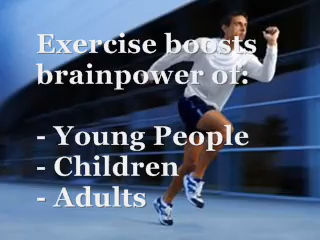 Exercise boosts
brainpower of:
- Young People
- Children
- Adults